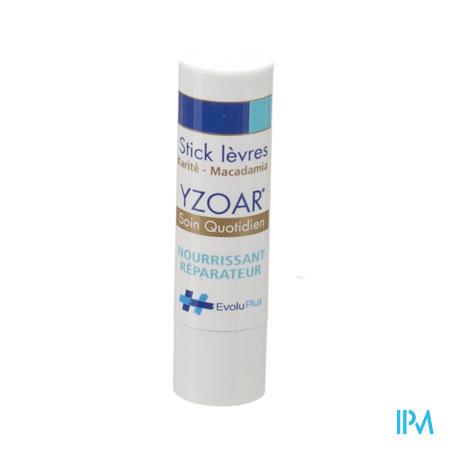 Stick lèvres
Karité - Macadamia
YZOAR®
Soin Quotidien
NOURRISSANT
RÉPARATEUR
EvoluPlus
IPM